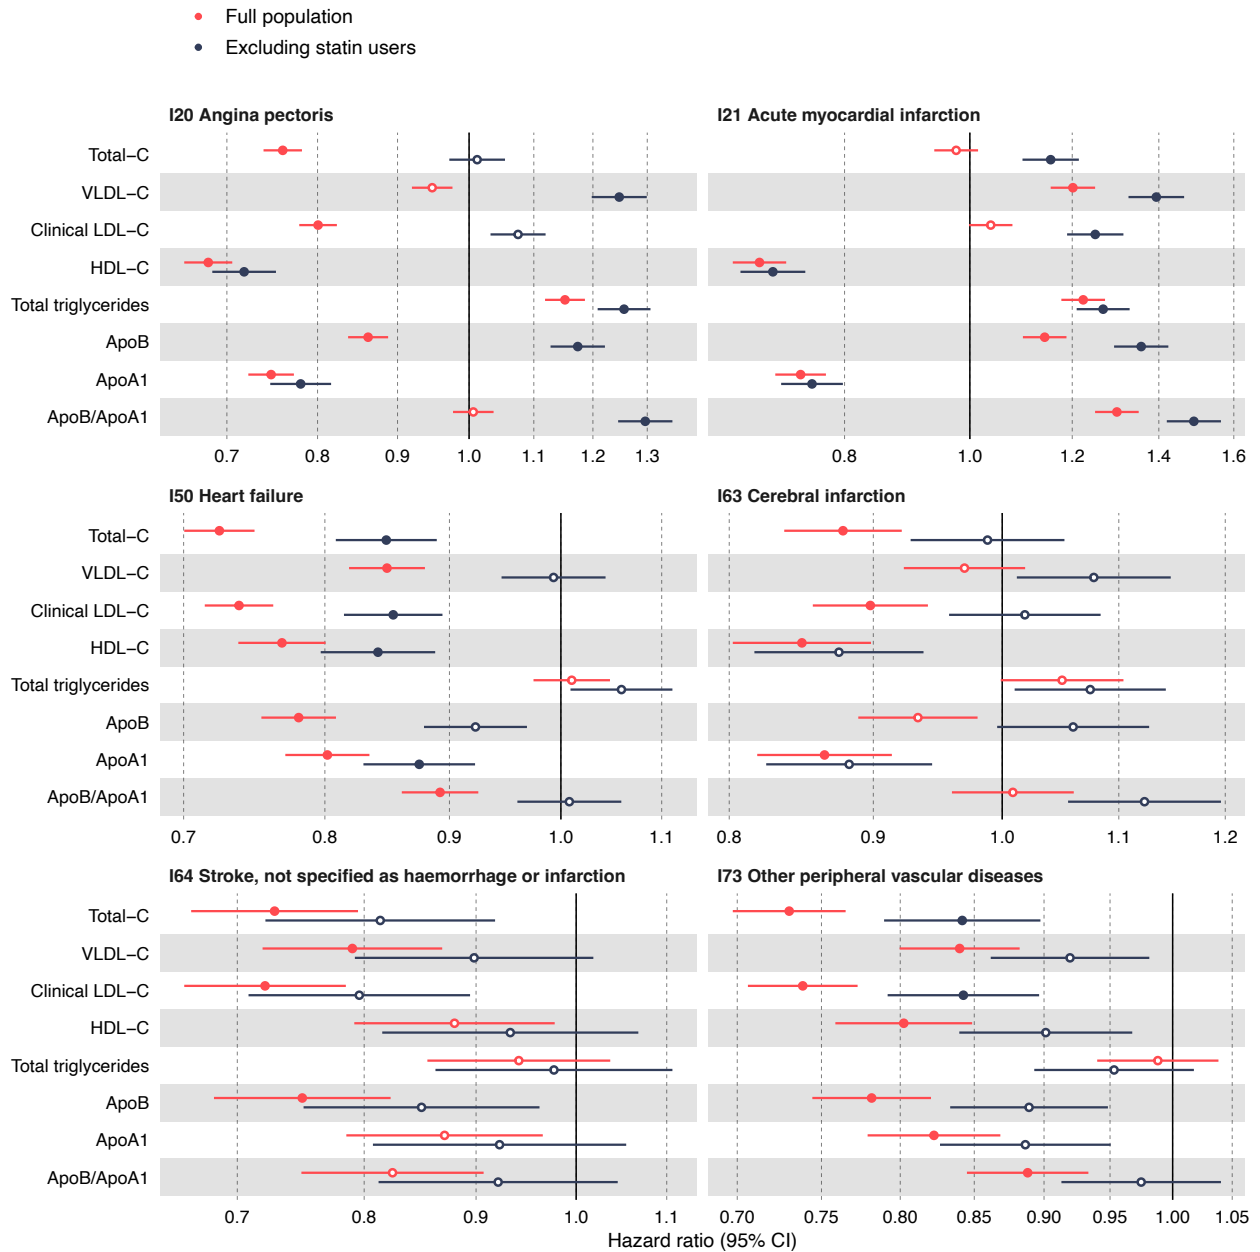 Full population
Excluding statin users
I20 Angina pectoris
I21 Acute myocardial infarction
Total−C
VLDL−C
Clinical LDL−C
HDL−C
Total triglycerides
ApoB
ApoA1
ApoB/ApoA1
0.7 0.8 0.9 1.0 1.1 1.2 1.3
0.8 1.0 1.2 1.4 1.6
I50 Heart failure
I63 Cerebral infarction
Total−C
VLDL−C
Clinical LDL−C
HDL−C
Total triglycerides
ApoB
ApoA1
ApoB/ApoA1
0.7 0.8 0.9 1.0 1.1
0.8 0.9 1.0 1.1 1.2
I64 Stroke, not specified as haemorrhage or infarction
I73 Other peripheral vascular diseases
Total−C
VLDL−C
Clinical LDL−C
HDL−C
Total triglycerides
ApoB
ApoA1
ApoB/ApoA1
0.7 0.8 0.9 1.0 1.1
0.70 0.75 0.80 0.85 0.90 0.95 1.00 1.05
Hazard ratio (95% CI)